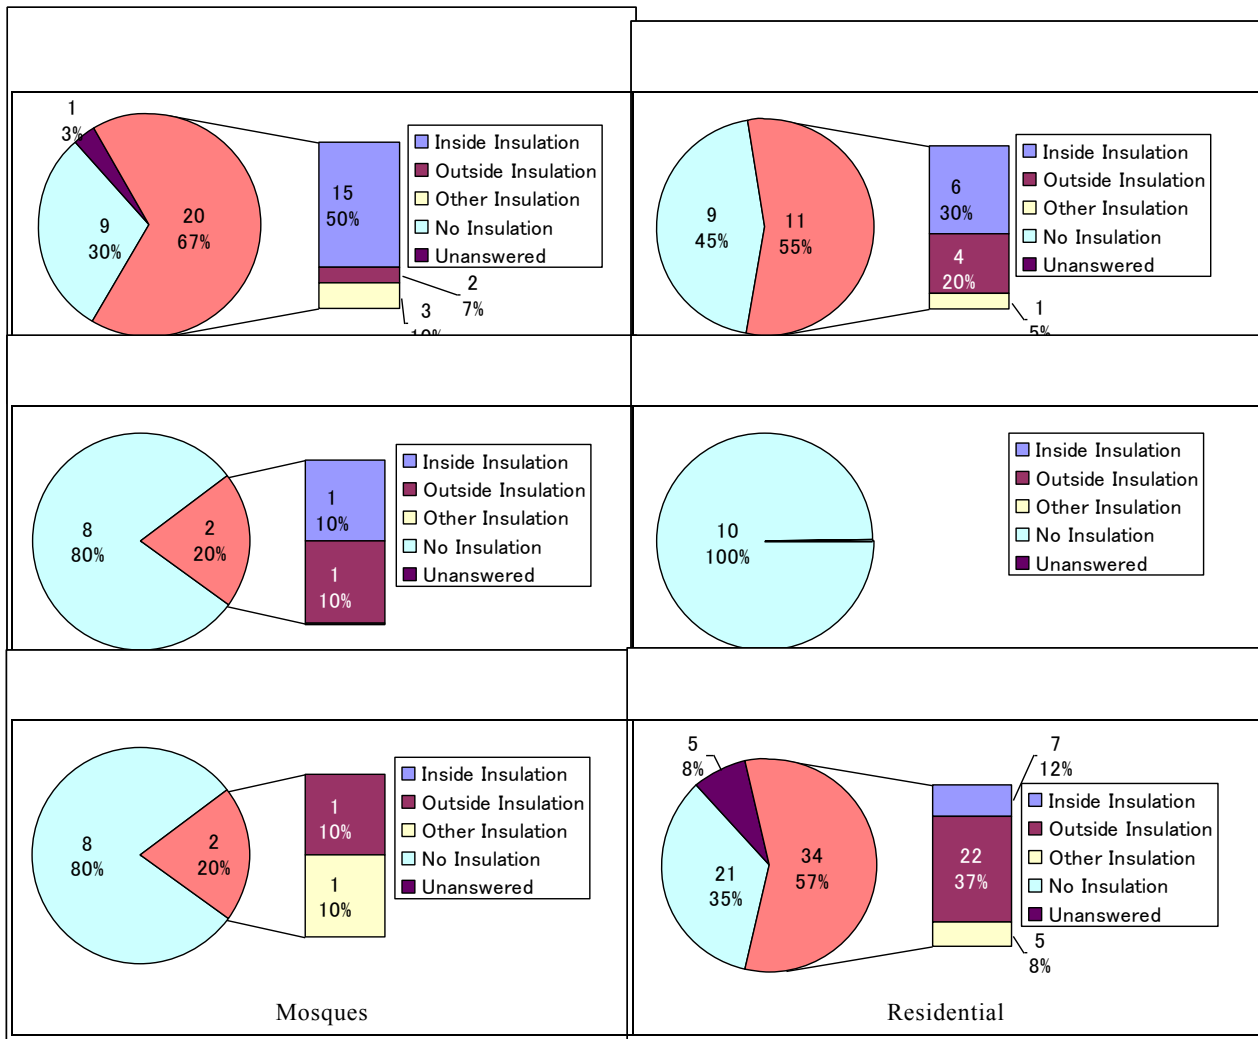 1
3%
9
30%
20
67%
15
50%
2
7%
3
Inside Insulation
Outside Insulation
Other Insulation
No Insulation
Unanswered
9
45%
11
55%
6
30%
4
20%
1
5%
Inside Insulation
Outside Insulation
Other Insulation
No Insulation
Unanswered
8
80%
2
20%
1
10%
1
10%
Inside Insulation
Outside Insulation
Other Insulation
No Insulation
Unanswered
10
100%
Inside Insulation
Outside Insulation
Other Insulation
No Insulation
Unanswered
8
80%
2
20%
1
10%
1
10%
Inside Insulation
Outside Insulation
Other Insulation
No Insulation
Unanswered
Mosques
5
8%
21
35%
34
57%
7
12%
22
37%
5
8%
Inside Insulation
Outside Insulation
Other Insulation
No Insulation
Unanswered
Residential